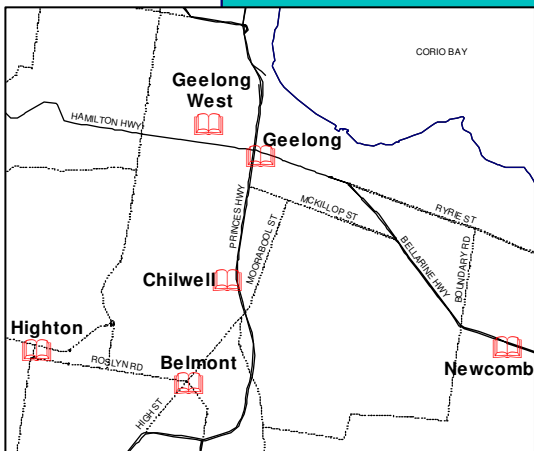 CORIO BAY
Geelong
West
HAMILTON HWY
Geelong
MCKILLOP ST
RYRIE ST
PRINCES HWY
MOORABOOL ST
BELLARINE HWY
BOUNDARY RD
Chilwell
Highton
ROSLYN RD
Belmont
Newcomb
HIGH ST